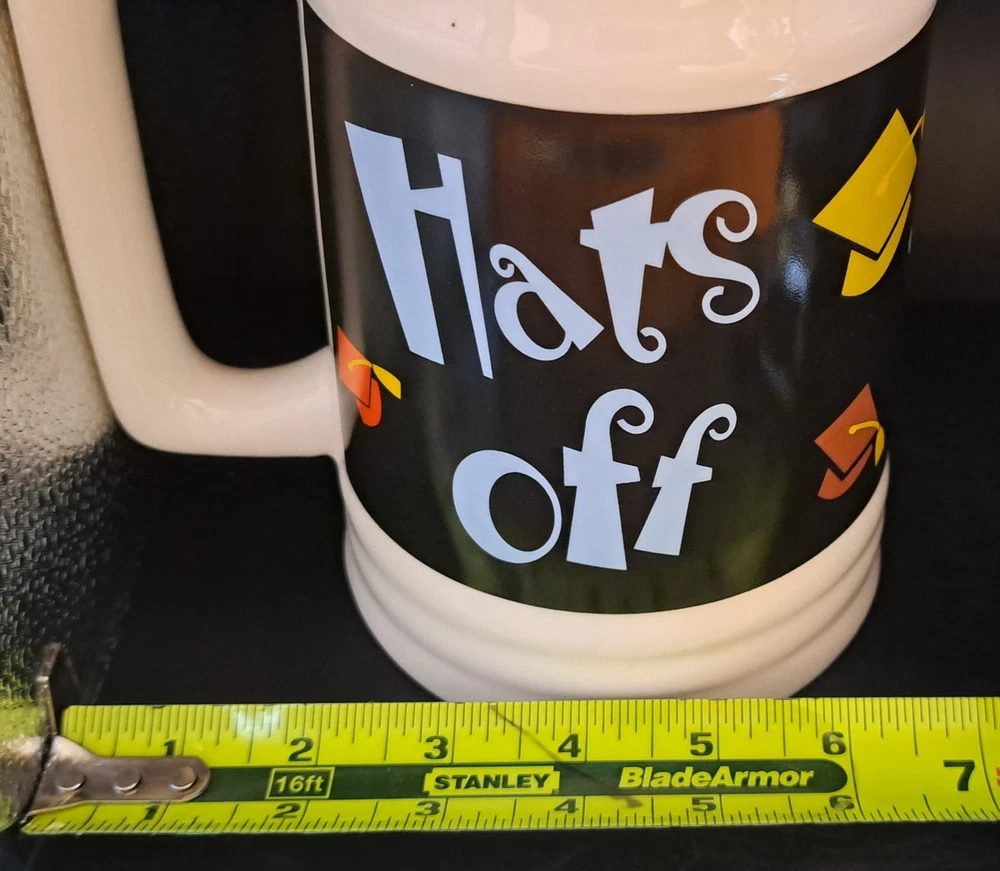 Hats
off
1 2 3 4 5 6 7
16ft STANLEY BladeArmor
1 2 3 4 5 6